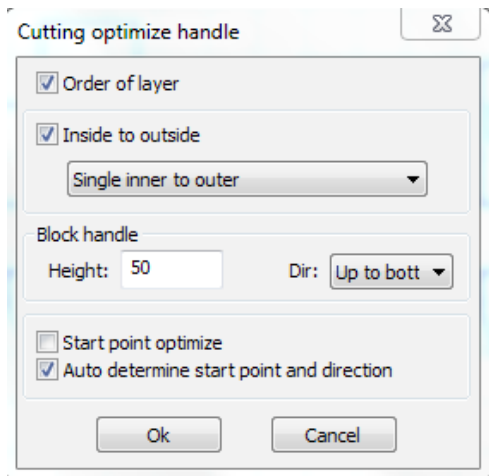 Cutting optimize handle
Order of layer
Inside to outside
Single inner to outer
Block handle
Height: 50 Dir: Up to bott
Start point optimize
Auto determine start point and direction
Ok Cancel